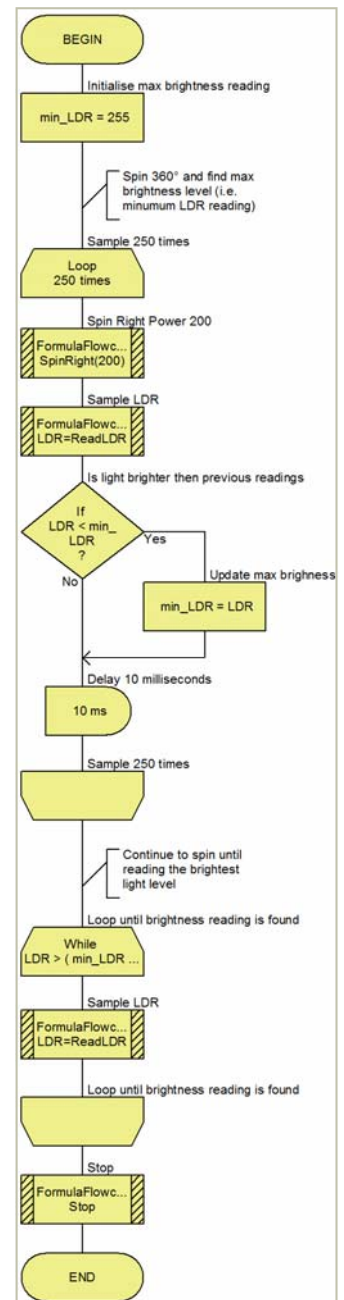 BEGIN
Initialise max brightness reading
min_LDR = 255
Spin 360° and find max
brightness level (i.e.
minumum LDR reading)
Sample 250 times
Loop
250 times
Spin Right Power 200
FormulaFlowc...
SpinRight(200)
Sample LDR
FormulaFlowc...
LDR=ReadLDR
Is light brighter then previous readings
If
LDR < min_
LDR
?
Yes
No
Update max brighness
min_LDR = LDR
Delay 10 milliseconds
10 ms
Sample 250 times
Continue to spin until
reading the brightest
light level
Loop until brightness reading is found
While
LDR > ( min_LDR ...
Sample LDR
FormulaFlowc...
LDR=ReadLDR
Loop until brightness reading is found
Stop
FormulaFlowc...
Stop
END